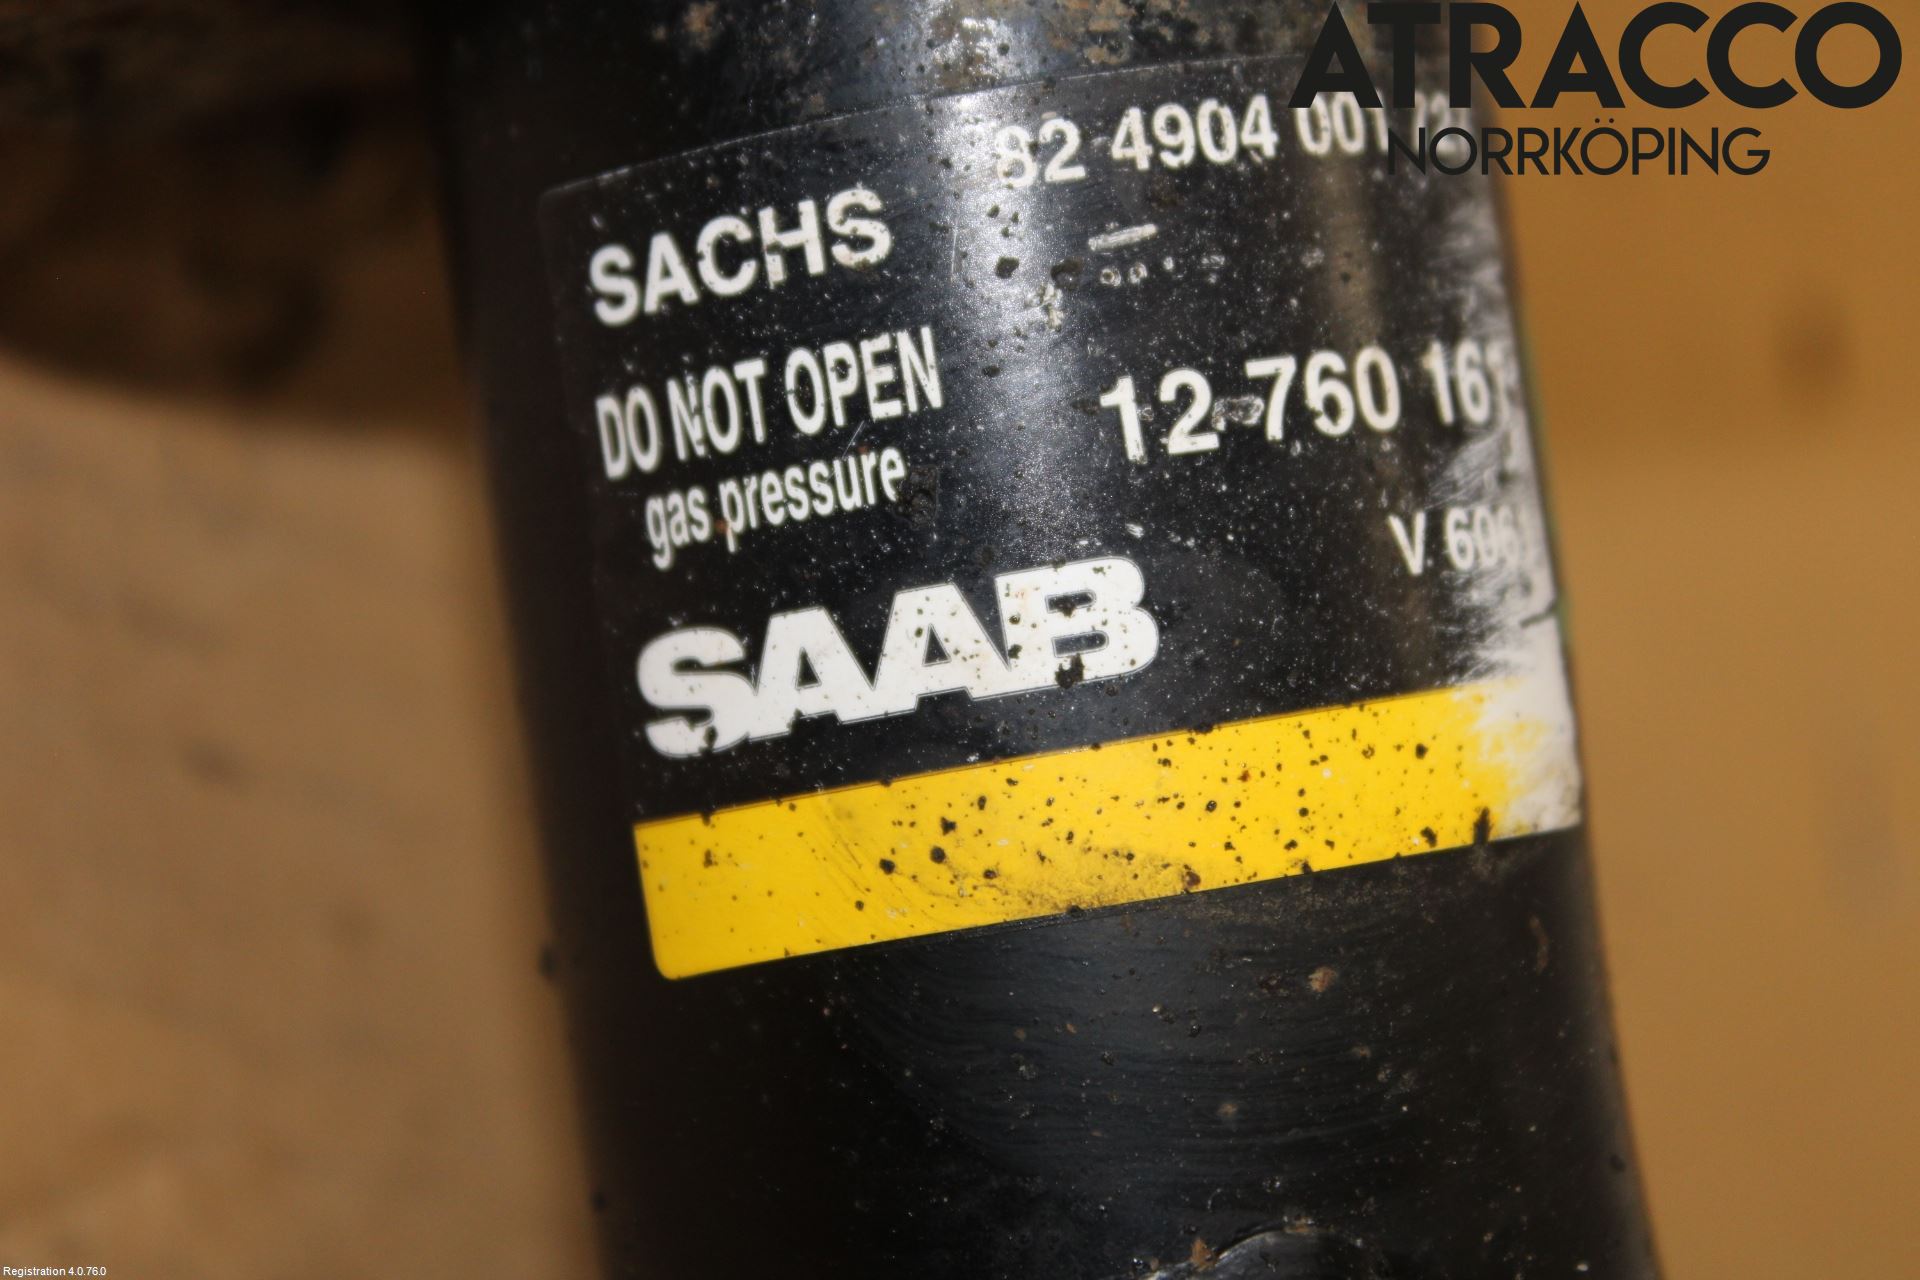 ATRACCO
NORRKÖPING
82 4904 001
SACHS
DO NOT OPEN
gas pressure
12 760 16
V 606
SAAB
Registration 4.0.76.0